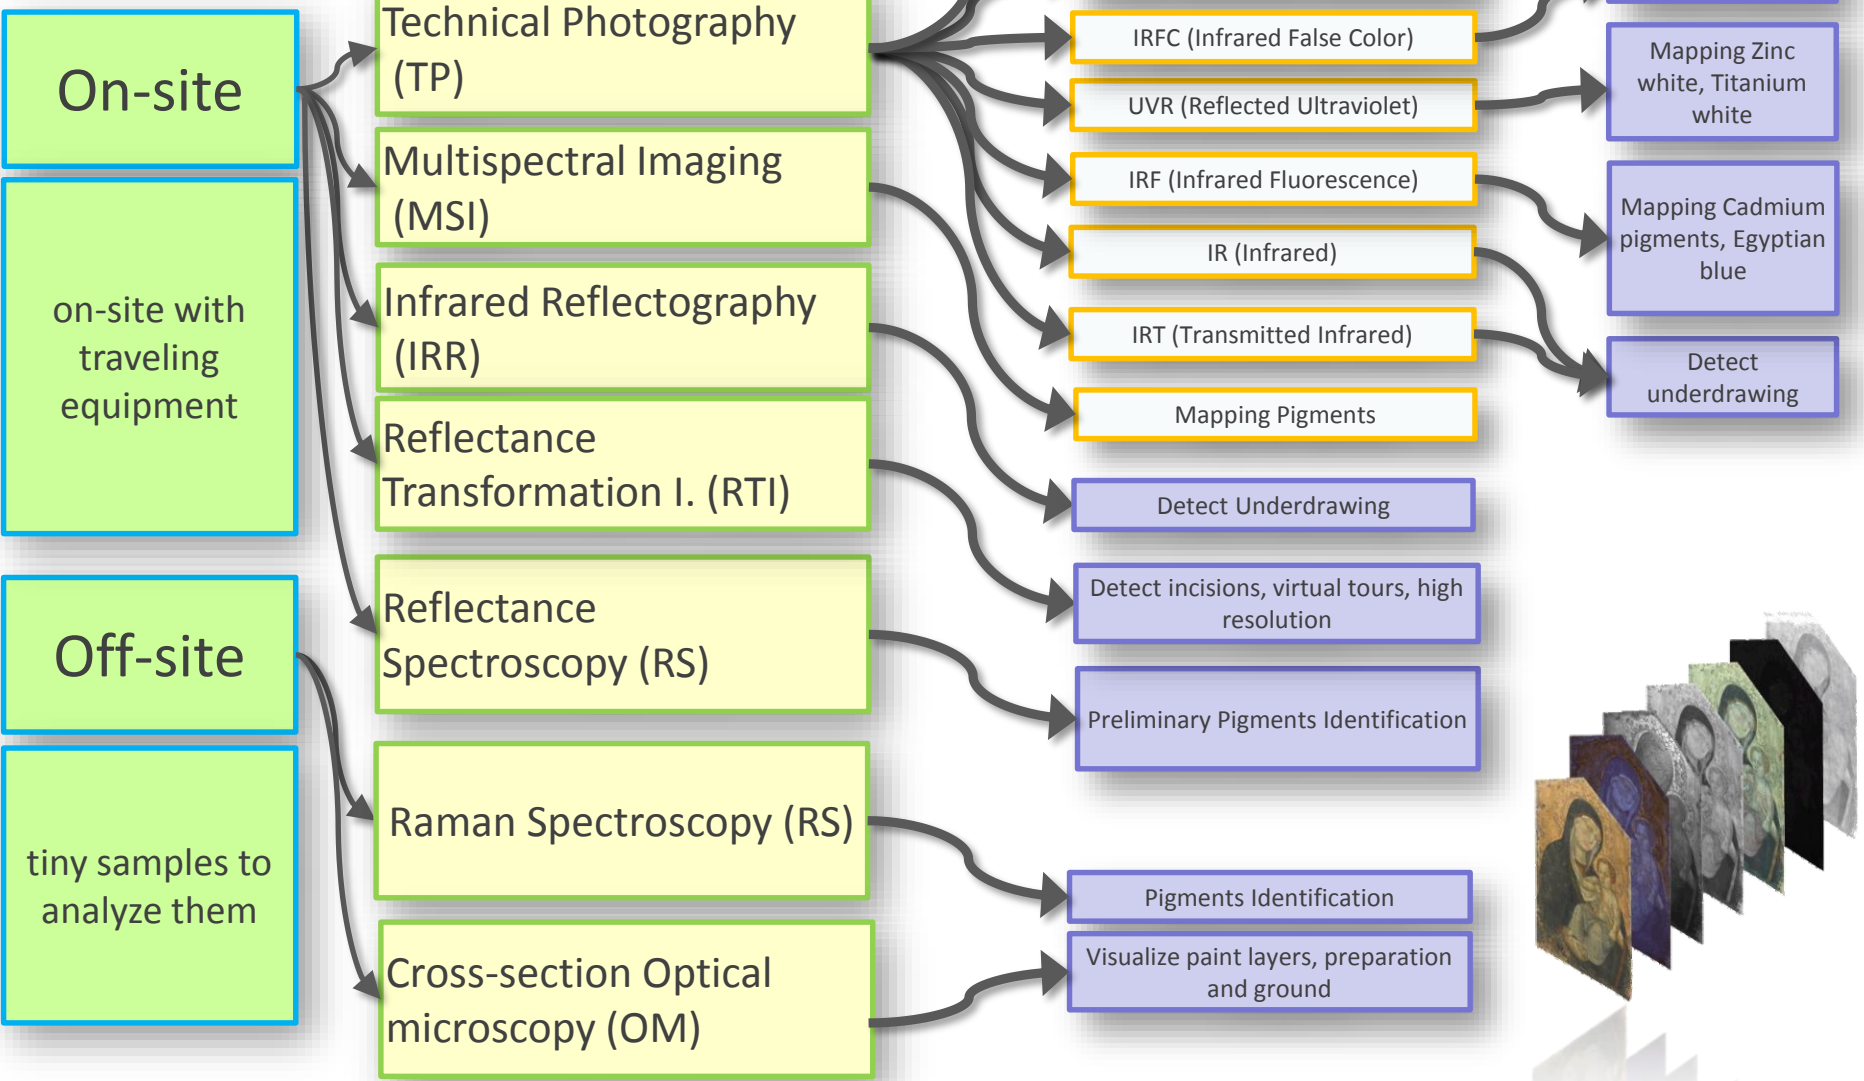 On-site
on-site with
traveling
equipment
Off-site
tiny samples to
analyze them
Technical Photography
(TP)
Multispectral Imaging
(MSI)
Infrared Reflectography
(IRR)
Reflectance
Transformation I. (RTI)
Reflectance
Spectroscopy (RS)
Raman Spectroscopy (RS)
Cross-section Optical
microscopy (OM)
IRFC (Infrared False Color)
UVR (Reflected Ultraviolet)
IRF (Infrared Fluorescence)
IR (Infrared)
IRT (Transmitted Infrared)
Mapping Pigments
Detect Underdrawing
Detect incisions, virtual tours, high
resolution
Preliminary Pigments Identification
Pigments Identification
Visualize paint layers, preparation
and ground
Mapping Zinc
white, Titanium
white
Mapping Cadmium
pigments, Egyptian
blue
Detect
underdrawing